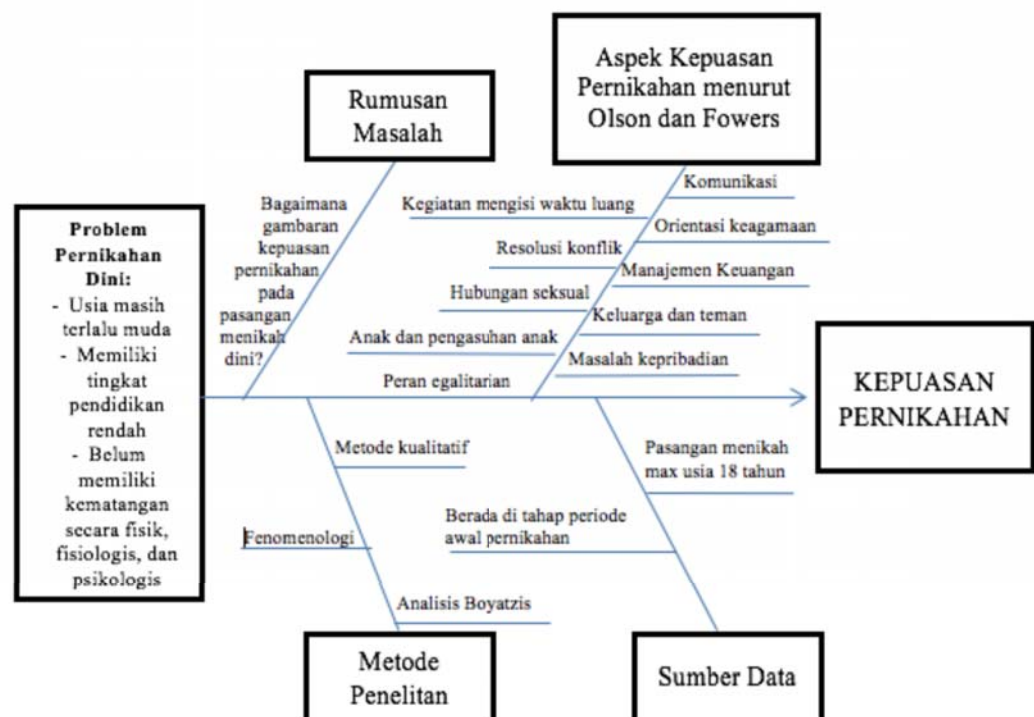 Rumusan
Masalah
Aspek Kepuasan
Pernikahan menurut
Olson dan Fowers
Problem
Pernikahan
Dini:
- Usia masih
terlalu muda
- Memiliki
tingkat
pendidikan
rendah
- Belum
memiliki
kematangan
secara fisik,
fisiologis, dan
psikologis
Bagaimana
gambaran
kepuasan
pernikahan
pada
pasangan
menikah
dini?
Kegiatan mengisi waktu luang
Resolusi konflik
Hubungan seksual
Anak dan pengasuhan anak
Peran egalitarian
Komunikasi
Orientasi keagamaan
Manajemen Keuangan
Keluarga dan teman
Masalah kepribadian
KEPUASAN
PERNIKAHAN
Metode kualitatif
Fenomenologi
Analisis Boyatzis
Pasangan menikah
max usia 18 tahun
Berada di tahap periode
awal pernikahan
Metode
Penelitan
Sumber Data